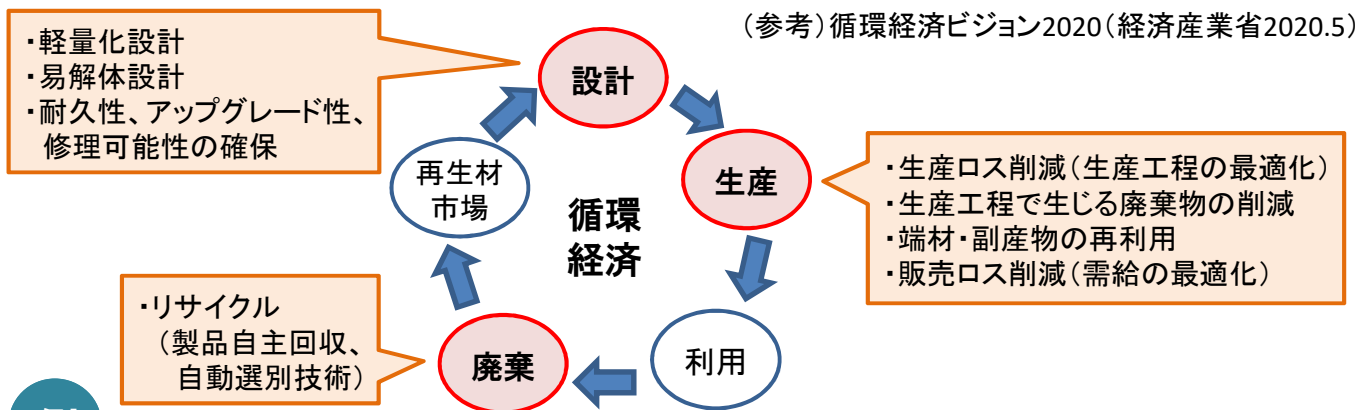 (参考)循環経済ビジョン2020(経済産業省2020.5)
・軽量化設計
・易解体設計
・耐久性、アップグレード性、
修理可能性の確保
設計
生産
・生産ロス削減(生産工程の最適化)
・生産工程で生じる廃棄物の削減
・端材・副産物の再利用
・販売ロス削減(需給の最適化)
再生材
市場
循環
経済
・リサイクル
(製品自主回収、
自動選別技術)
廃棄
利用